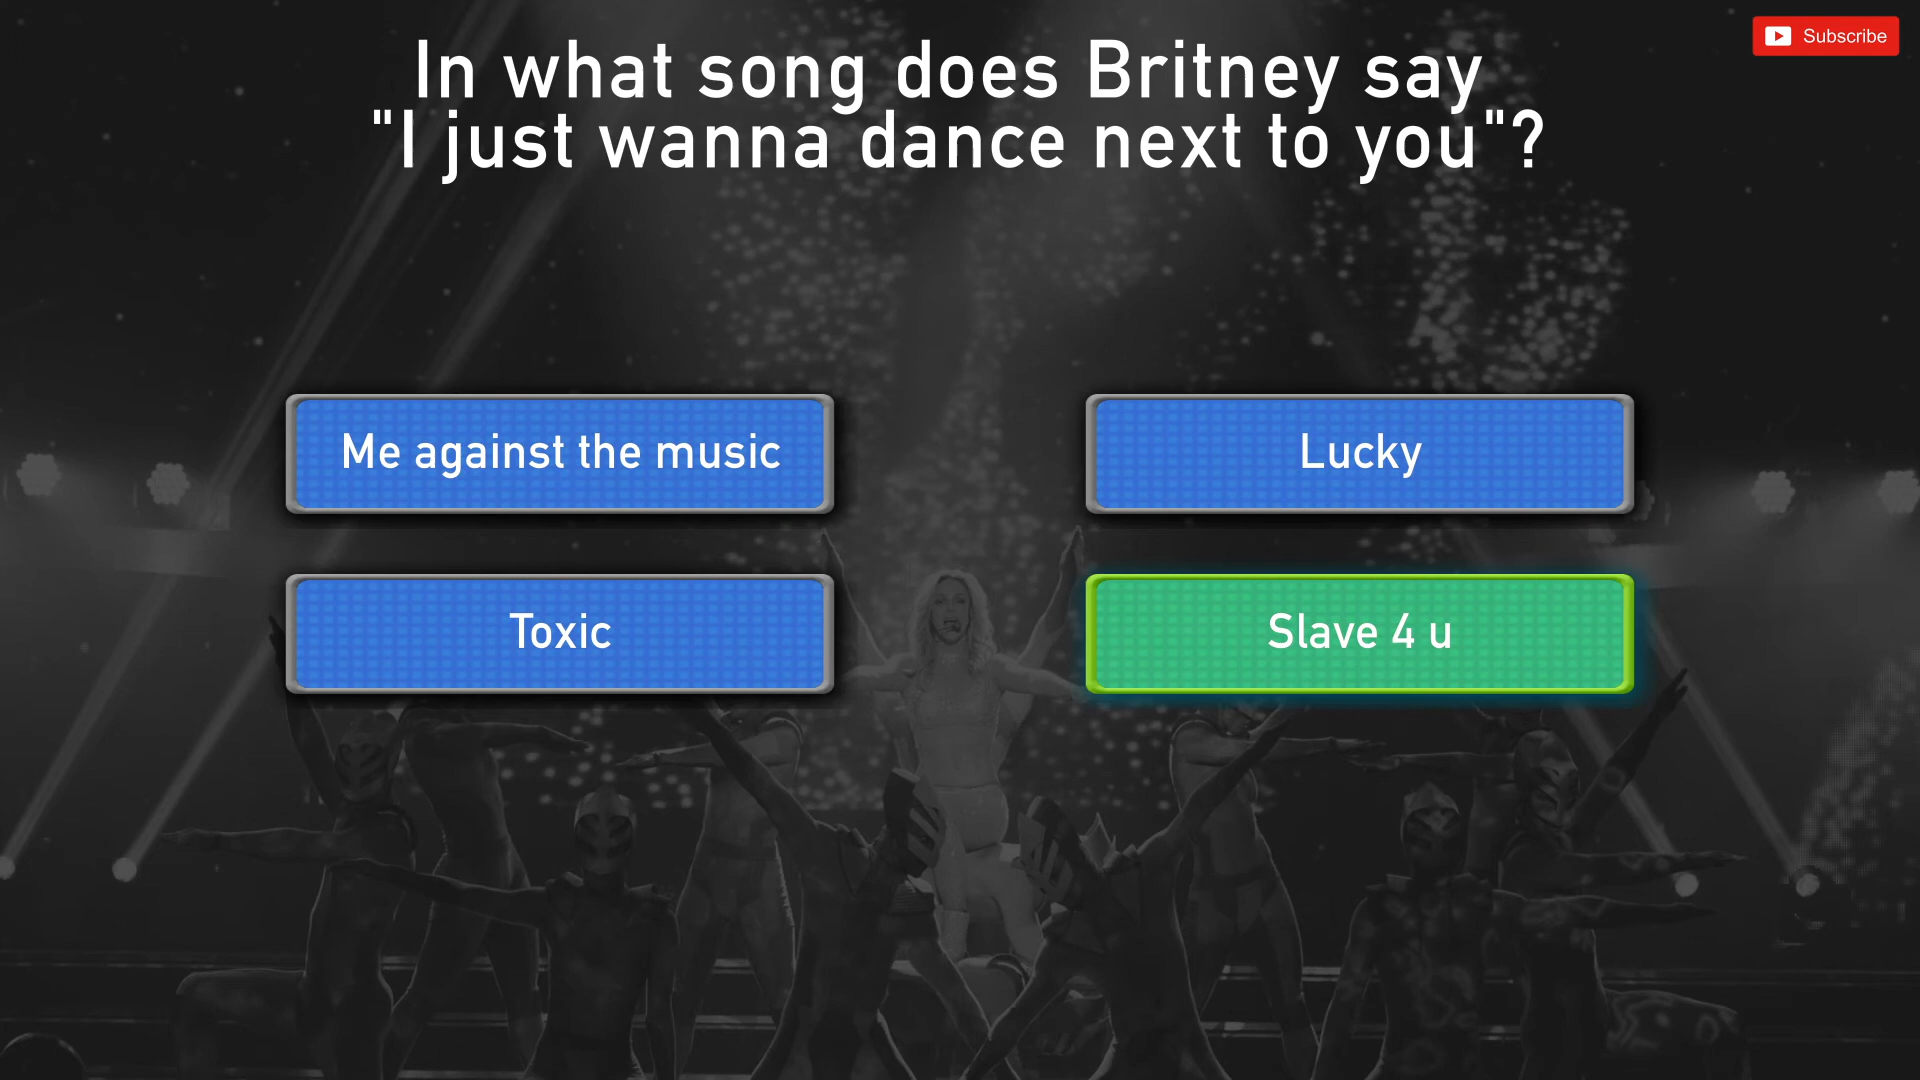 Subscribe
In what song does Britney say
"I just wanna dance next to you"?
Me against the music
Lucky
Toxic
Slave 4 u